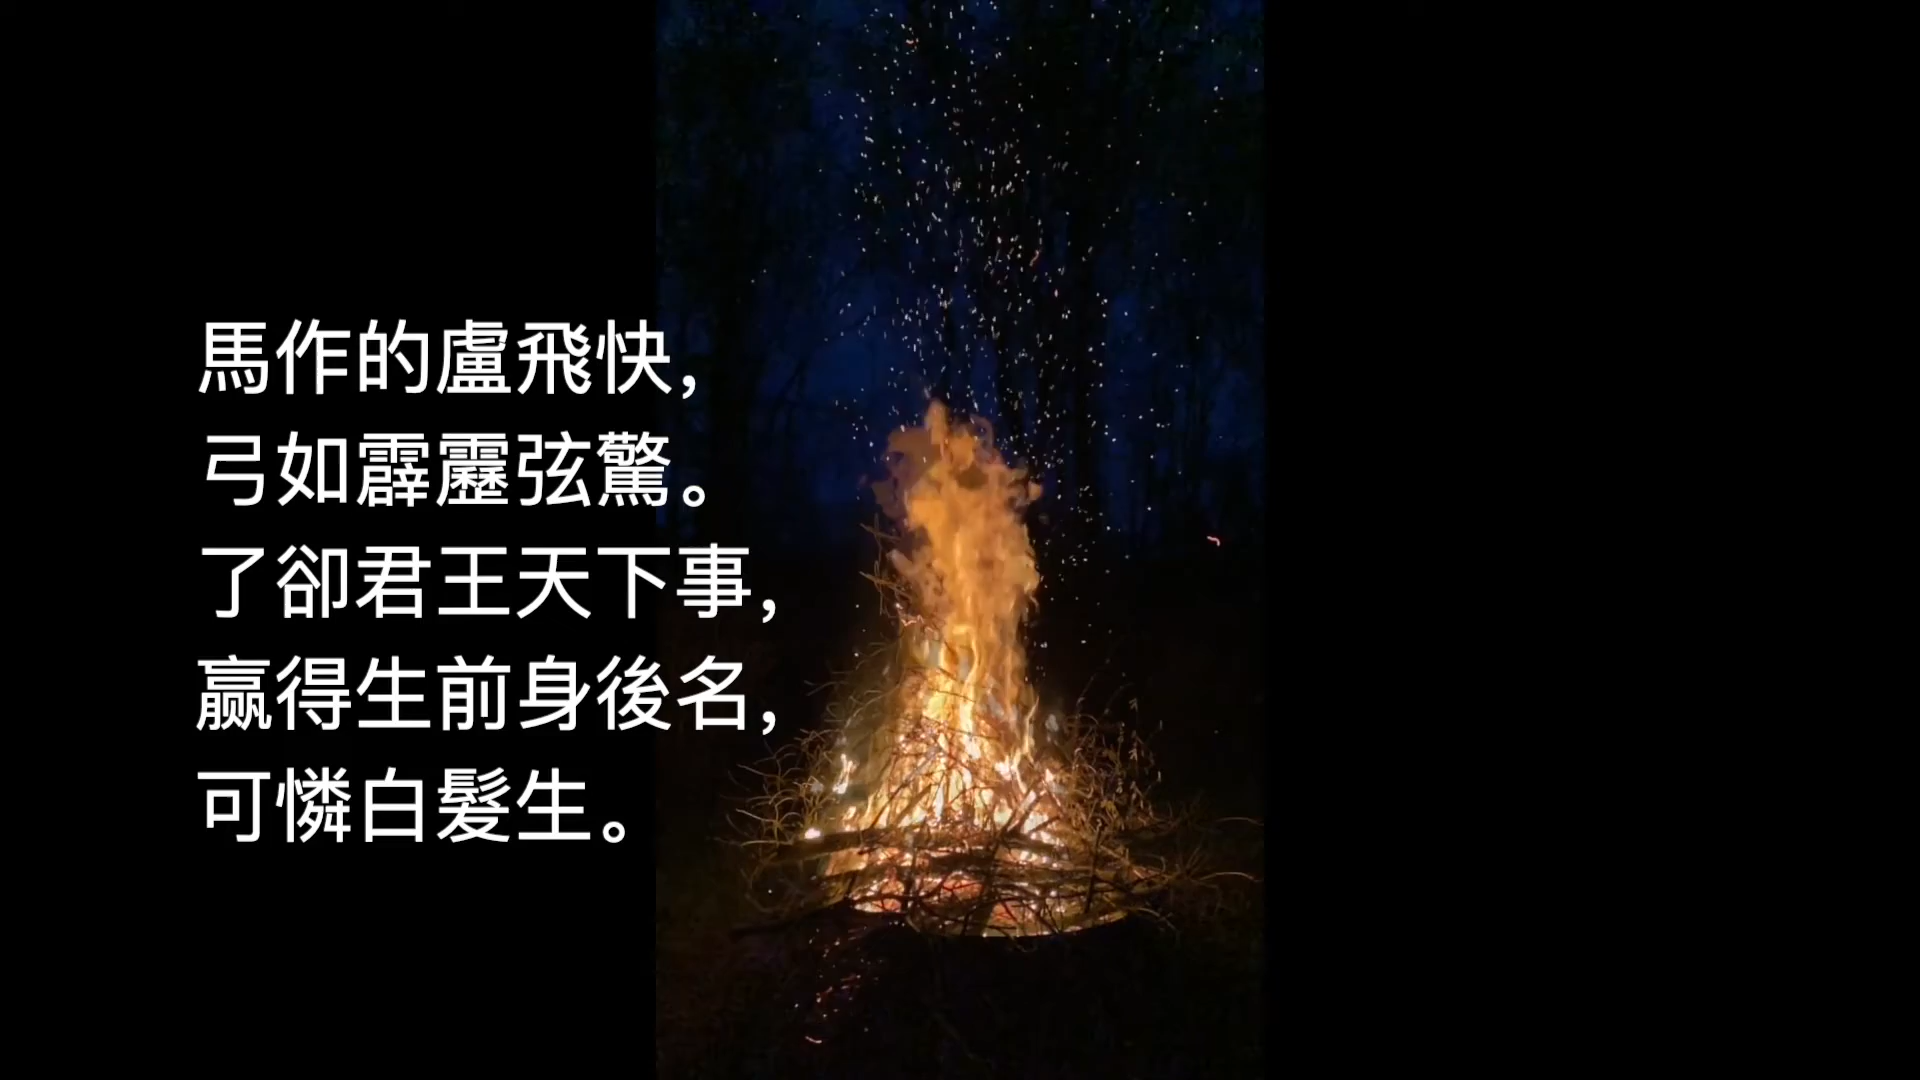 馬作的盧飛快,
弓如霹靂弦驚。
了卻君王天下事,
贏得生前身後名,
可憐白髮生。